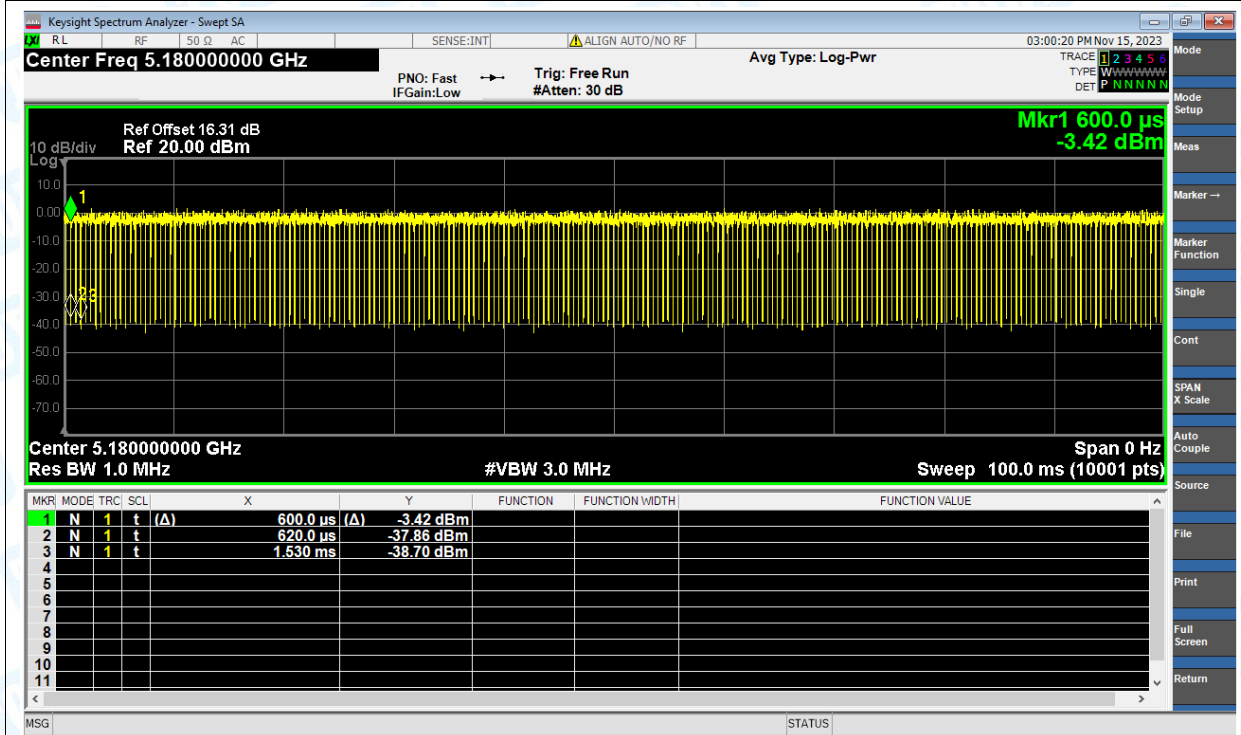 Keysight Spectrum Analyzer - Swept SA
LXI RL RF 50 Ω AC SENSE:INT ALIGN AUTO/NO RF 03:00:20 PM Nov 15, 2023
Center Freq 5.180000000 GHz
PNO: Fast
IFGain:Low
Trig: Free Run
#Atten: 30 dB
Avg Type: Log-Pwr
TRACE 1 2 3 4 5 6
TYPE WWWWWW
DET P N N N N N
Ref Offset 16.31 dB
10 dB/div Ref 20.00 dBm
Log
Mkr1 600.0 µs
-3.42 dBm
10.0
0.00
-10.0
-20.0
-30.0
-40.0
-50.0
-60.0
-70.0
1
2 3
Center 5.180000000 GHz Span 0 Hz
Res BW 1.0 MHz #VBW 3.0 MHz Sweep 100.0 ms (10001 pts)
MKR MODE TRC SCL X Y FUNCTION FUNCTION WIDTH FUNCTION VALUE
1 N 1 t (Δ) 600.0 µs (Δ) -3.42 dBm
2 N 1 t 620.0 µs -37.86 dBm
3 N 1 t 1.530 ms -38.70 dBm
4
5
6
7
8
9
10
11
MSG STATUS
Mode
Mode
Setup
Meas
Marker →
Marker
Function
Single
Cont
SPAN
X Scale
Auto
Couple
Source
File
Print
Full
Screen
Return